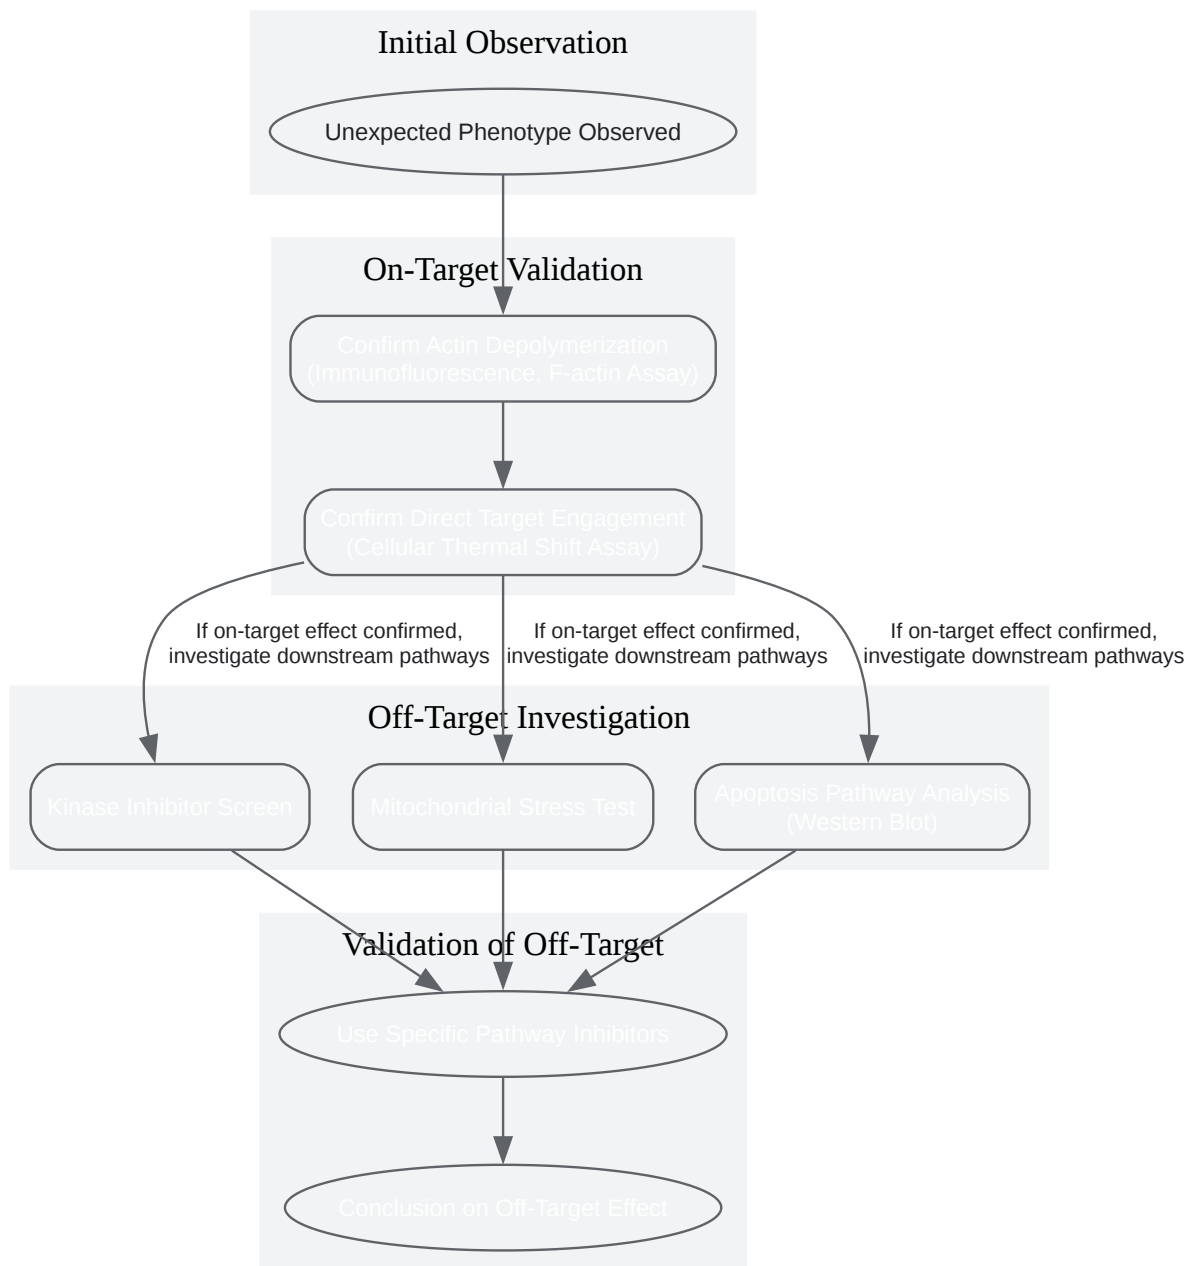 Initial Observation
Unexpected Phenotype Observed
On-Target Validation
Confirm Actin Depolymerization
(Immunofluorescence, F-actin Assay)
Confirm Direct Target Engagement
(Cellular Thermal Shift Assay)
If on-target effect confirmed,
investigate downstream pathways
If on-target effect confirmed,
investigate downstream pathways
If on-target effect confirmed,
investigate downstream pathways
Off-Target Investigation
Kinase Inhibitor Screen
Mitochondrial Stress Test
Apoptosis Pathway Analysis
(Western Blot)
Validation of Off-Target
Use Specific Pathway Inhibitors
Conclusion on Off-Target Effect